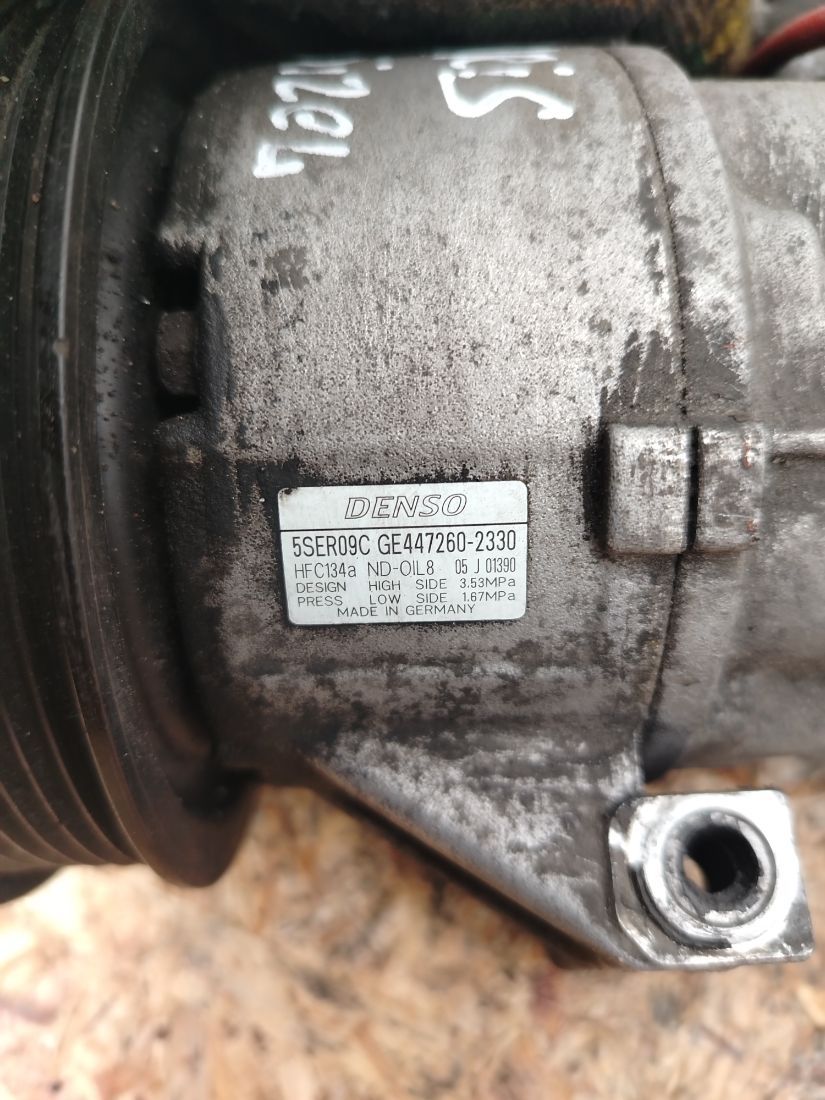 DENSO
5SER09C GE447260-2330
HFC134a ND-OIL8 05 J 01390
DESIGN HIGH SIDE 3.53MPa
PRESS LOW SIDE 1.67MPa
MADE IN GERMANY